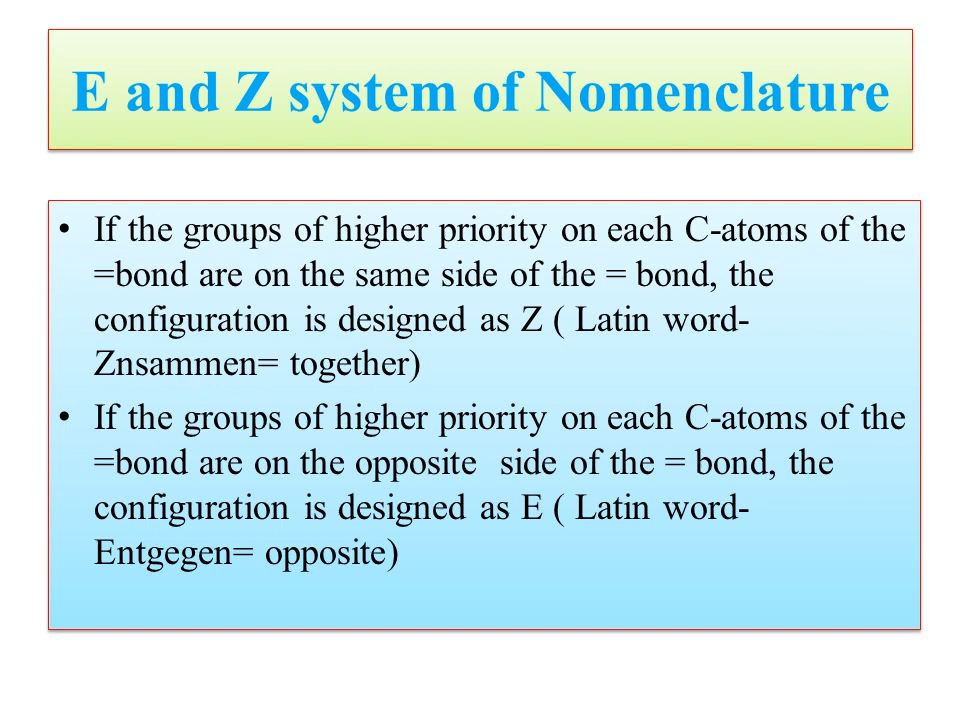 E and Z system of Nomenclature
• If the groups of higher priority on each C-atoms of the
=bond are on the same side of the = bond, the
configuration is designed as Z ( Latin word-
Znsammen= together)
• If the groups of higher priority on each C-atoms of the
=bond are on the opposite side of the = bond, the
configuration is designed as E ( Latin word-
Entgegen= opposite)